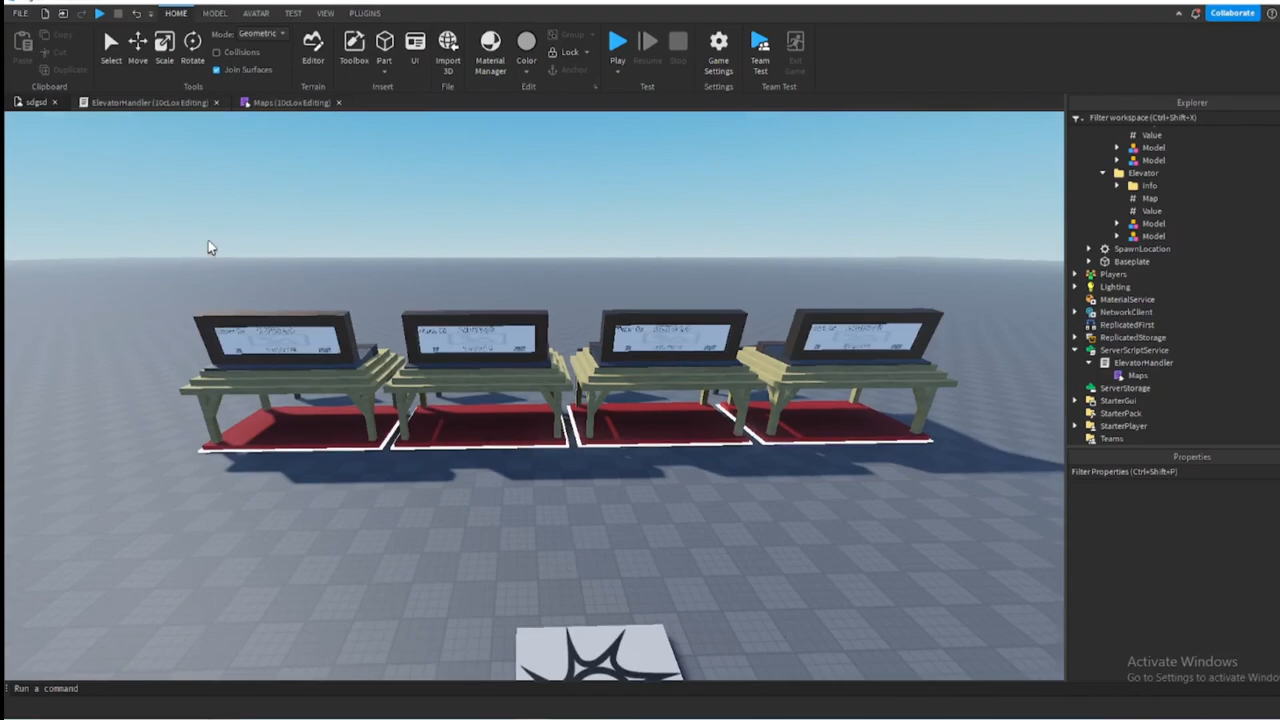 FILE HOME MODEL AVATAR TEST VIEW PLUGINS Collaborate
Paste Copy Cut Duplicate Clipboard
Select Move Scale Rotate Mode: Geometric Collisions Join Surfaces Tools
Editor Terrain
Toolbox Part UI Insert
Import 3D File
Material Manager Color Group Lock Anchor Edit
Play Resume Stop Test
Game Settings Settings
Team Test Exit Game Team Test
sdgsd ElevatorHandler (10cLox Editing) Maps (10cLox Editing)
Explorer
Filter workspace (Ctrl+Shift+X)
Value
Model
Model
Elevator
Info
Map
Value
Model
Model
SpawnLocation
Baseplate
Players
Lighting
MaterialService
NetworkClient
ReplicatedFirst
ReplicatedStorage
ServerScriptService
ElevatorHandler
Maps
ServerStorage
StarterGui
StarterPack
StarterPlayer
Teams
Properties
Filter Properties (Ctrl+Shift+P)
Activate Windows
Go to Settings to activate Windo
Run a command